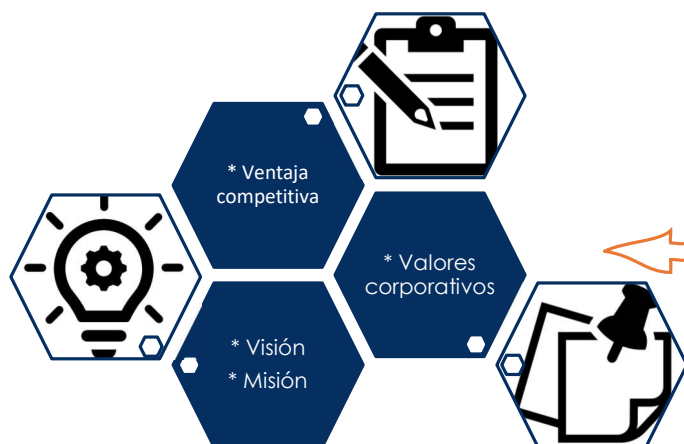 * Ventaja
competitiva
* Valores
corporativos
* Visión
* Misión